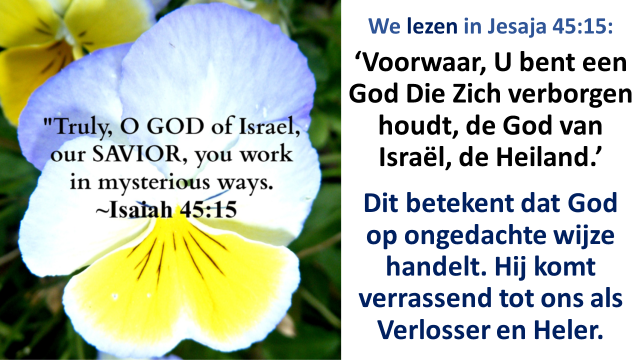 "Truly, O GOD of Israel,
our SAVIOR, you work
in mysterious ways.
~Isaiah 45:15
We lezen in Jesaja 45:15:
‘Voorwaar, U bent een
God Die Zich verborgen
houdt, de God van
Israël, de Heiland.’
Dit betekent dat God
op ongedachte wijze
handelt. Hij komt
verrassend tot ons als
Verlosser en Heler.